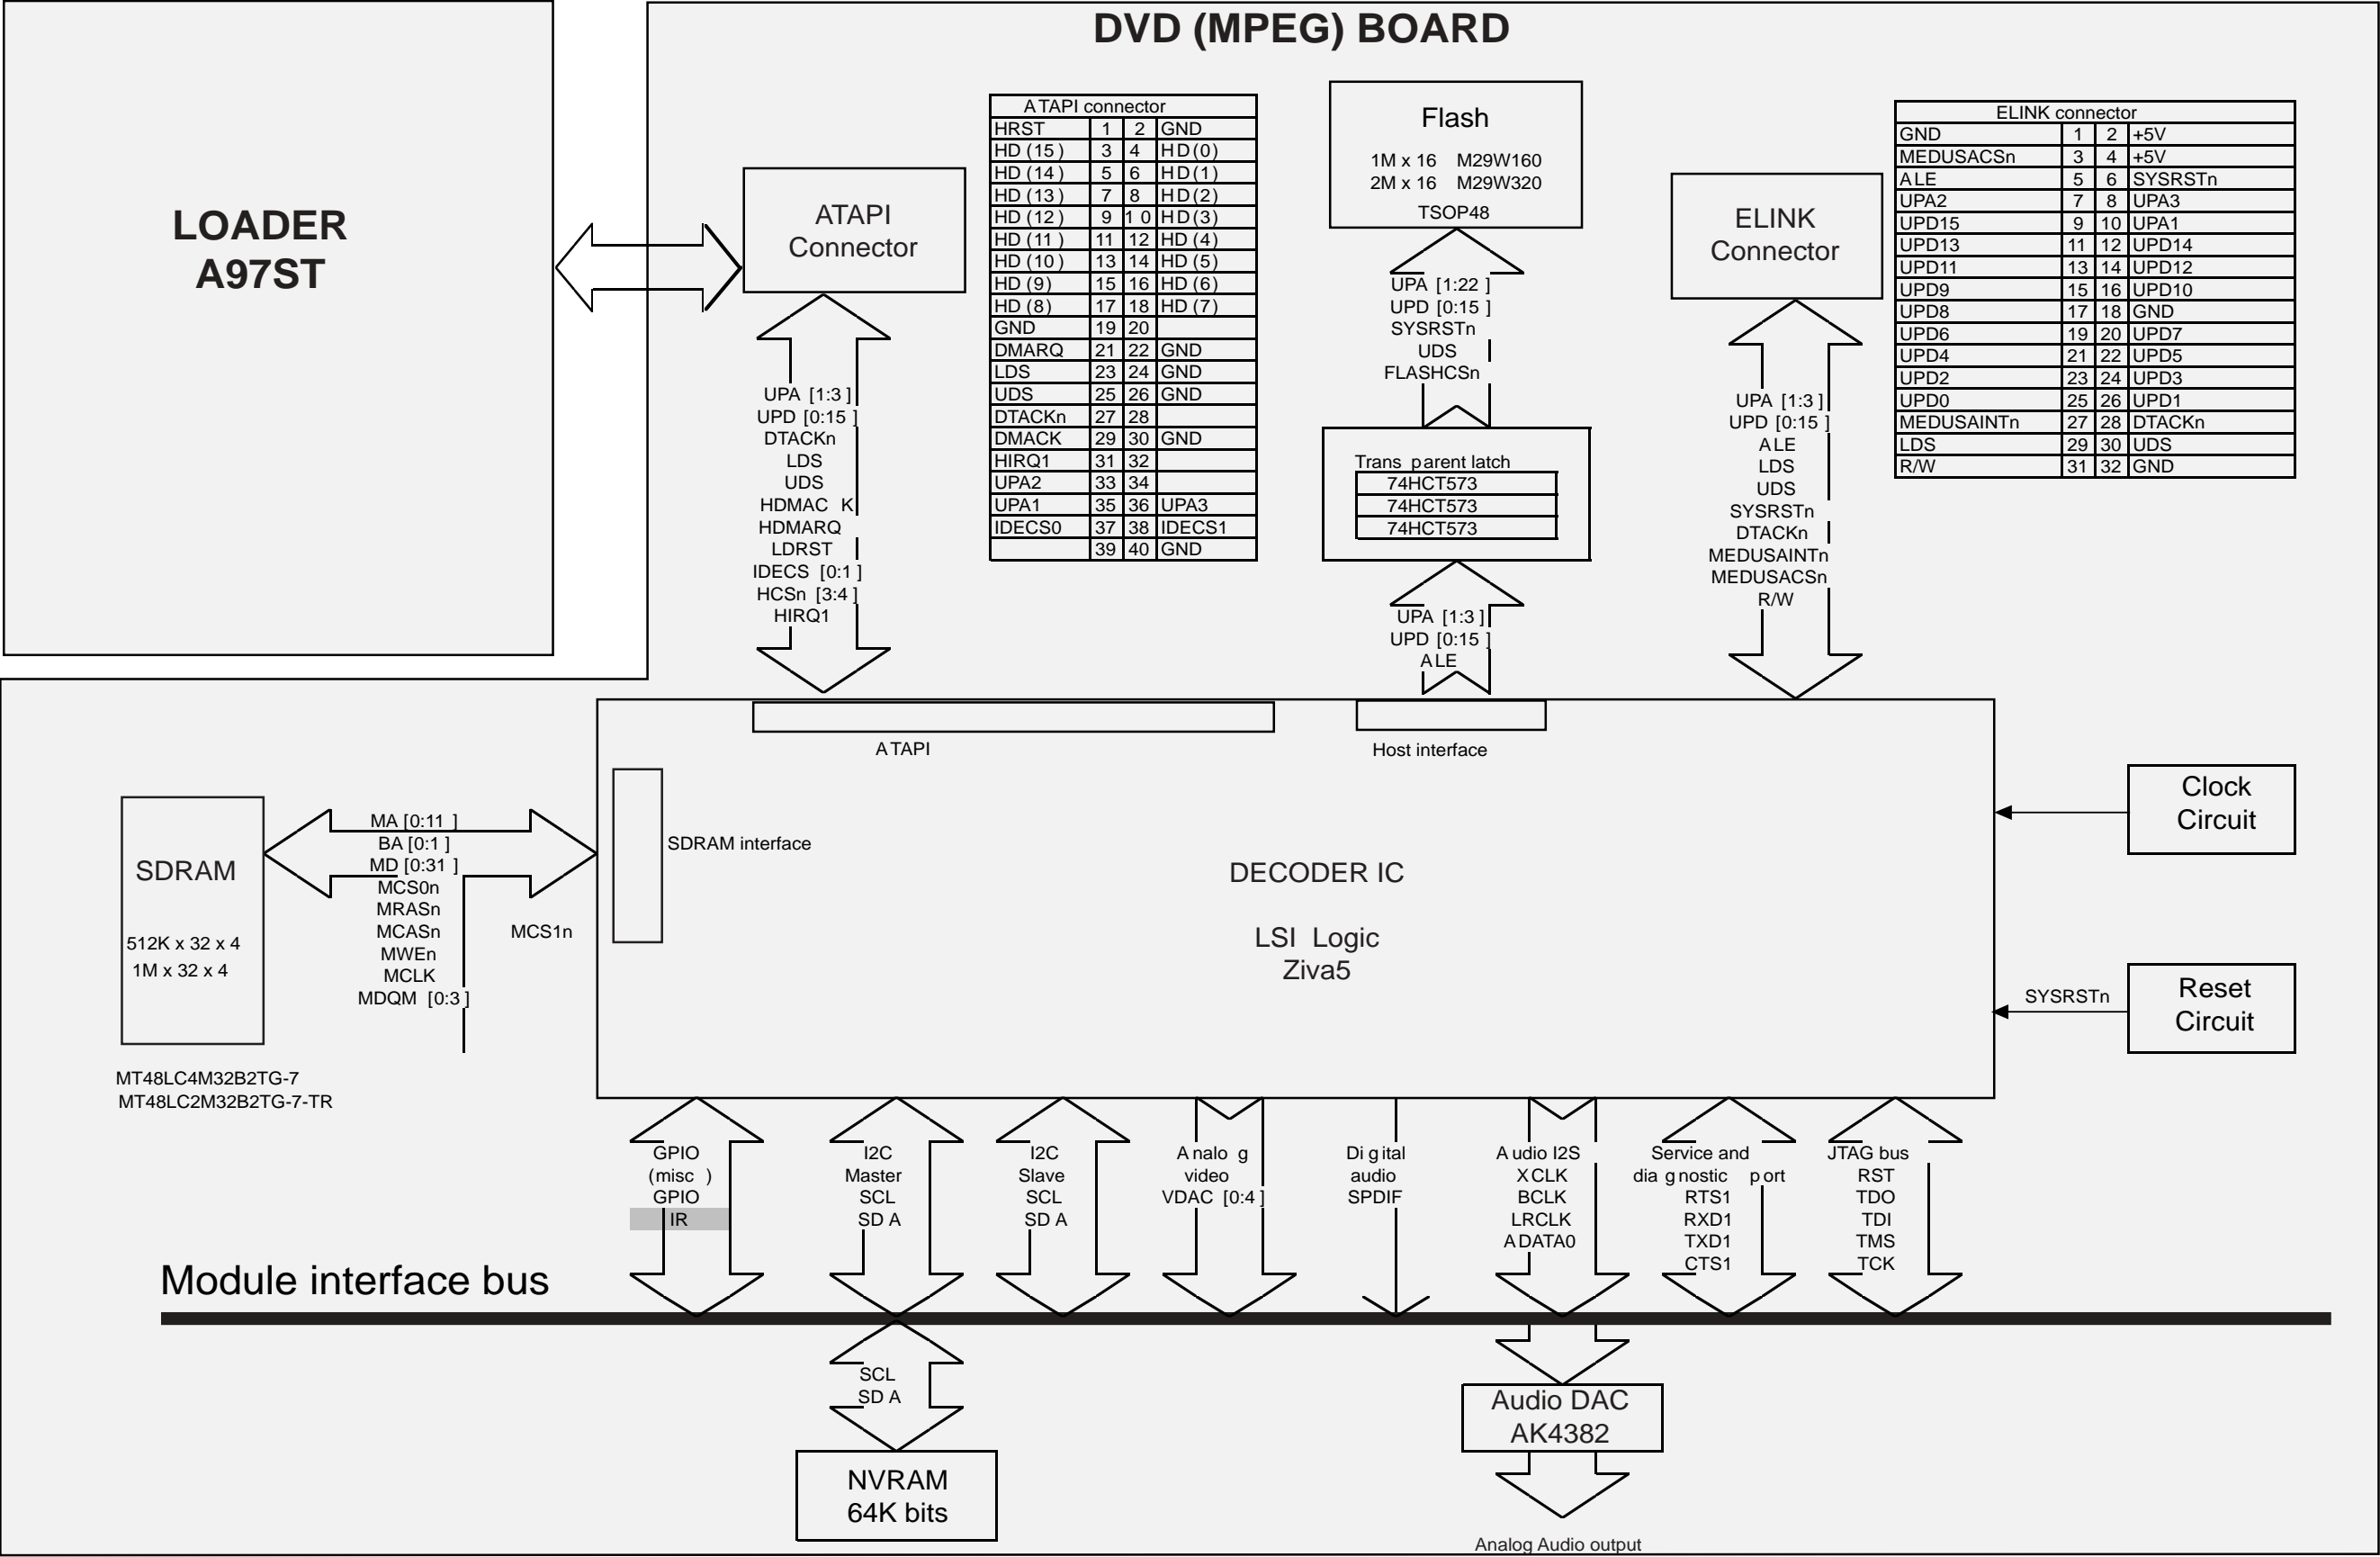 DVD (MPEG) BOARD
LOADER
A97ST
ATAPI
Connector
ATAPI connector
HRST 1 2 GND
HD (15) 3 4 HD(0)
HD (14) 5 6 HD(1)
HD (13) 7 8 HD(2)
HD (12) 9 10 HD(3)
HD (11) 11 12 HD (4)
HD (10) 13 14 HD (5)
HD (9) 15 16 HD (6)
HD (8) 17 18 HD (7)
GND 19 20
DMARQ 21 22 GND
LDS 23 24 GND
UDS 25 26 GND
DTACKn 27 28
DMACK 29 30 GND
HIRQ1 31 32
UPA2 33 34
UPA1 35 36 UPA3
IDECS0 37 38 IDECS1
39 40 GND
Flash
1M x 16 M29W160
2M x 16 M29W320
TSOP48
ELINK
Connector
ELINK connector
GND 1 2 +5V
MEDUSACSn 3 4 +5V
ALE 5 6 SYSRSTn
UPA2 7 8 UPA3
UPD15 9 10 UPA1
UPD13 11 12 UPD14
UPD11 13 14 UPD12
UPD9 15 16 UPD10
UPD8 17 18 GND
UPD6 19 20 UPD7
UPD4 21 22 UPD5
UPD2 23 24 UPD3
UPD0 25 26 UPD1
MEDUSAINTn 27 28 DTACKn
LDS 29 30 UDS
R/W 31 32 GND
UPA [1:3]
UPD [0:15]
DTACKn
LDS
UDS
HDMACK
HDMARQ
LDRST
IDECS [0:1]
HCSn [3:4]
HIRQ1
UPA [1:22]
UPD [0:15]
SYSRSTn
UDS
FLASHCSn
Transparent latch
74HCT573
74HCT573
74HCT573
UPA [1:3]
UPD [0:15]
ALE
UPA [1:3]
UPD [0:15]
ALE
LDS
UDS
SYSRSTn
DTACKn
MEDUSAINTn
MEDUSACSn
R/W
ATAPI
Host interface
SDRAM
512K x 32 x 4
1M x 32 x 4
MT48LC4M32B2TG-7
MT48LC2M32B2TG-7-TR
MA [0:11]
BA [0:1]
MD [0:31]
MCS0n
MRASn
MCASn
MWEn
MCLK
MDQM [0:3]
MCS1n
SDRAM interface
DECODER IC
LSI Logic
Ziva5
Clock
Circuit
SYSRSTn
Reset
Circuit
GPIO
(misc)
GPIO
IR
I2C
Master
SCL
SDA
I2C
Slave
SCL
SDA
Analog
video
VDAC [0:4]
Digital
audio
SPDIF
Audio I2S
XCLK
BCLK
LRCLK
ADATA0
Service and
diagnostic port
RTS1
RXD1
TXD1
CTS1
JTAG bus
RST
TDO
TDI
TMS
TCK
Module interface bus
SCL
SDA
NVRAM
64K bits
Audio DAC
AK4382
Analog Audio output